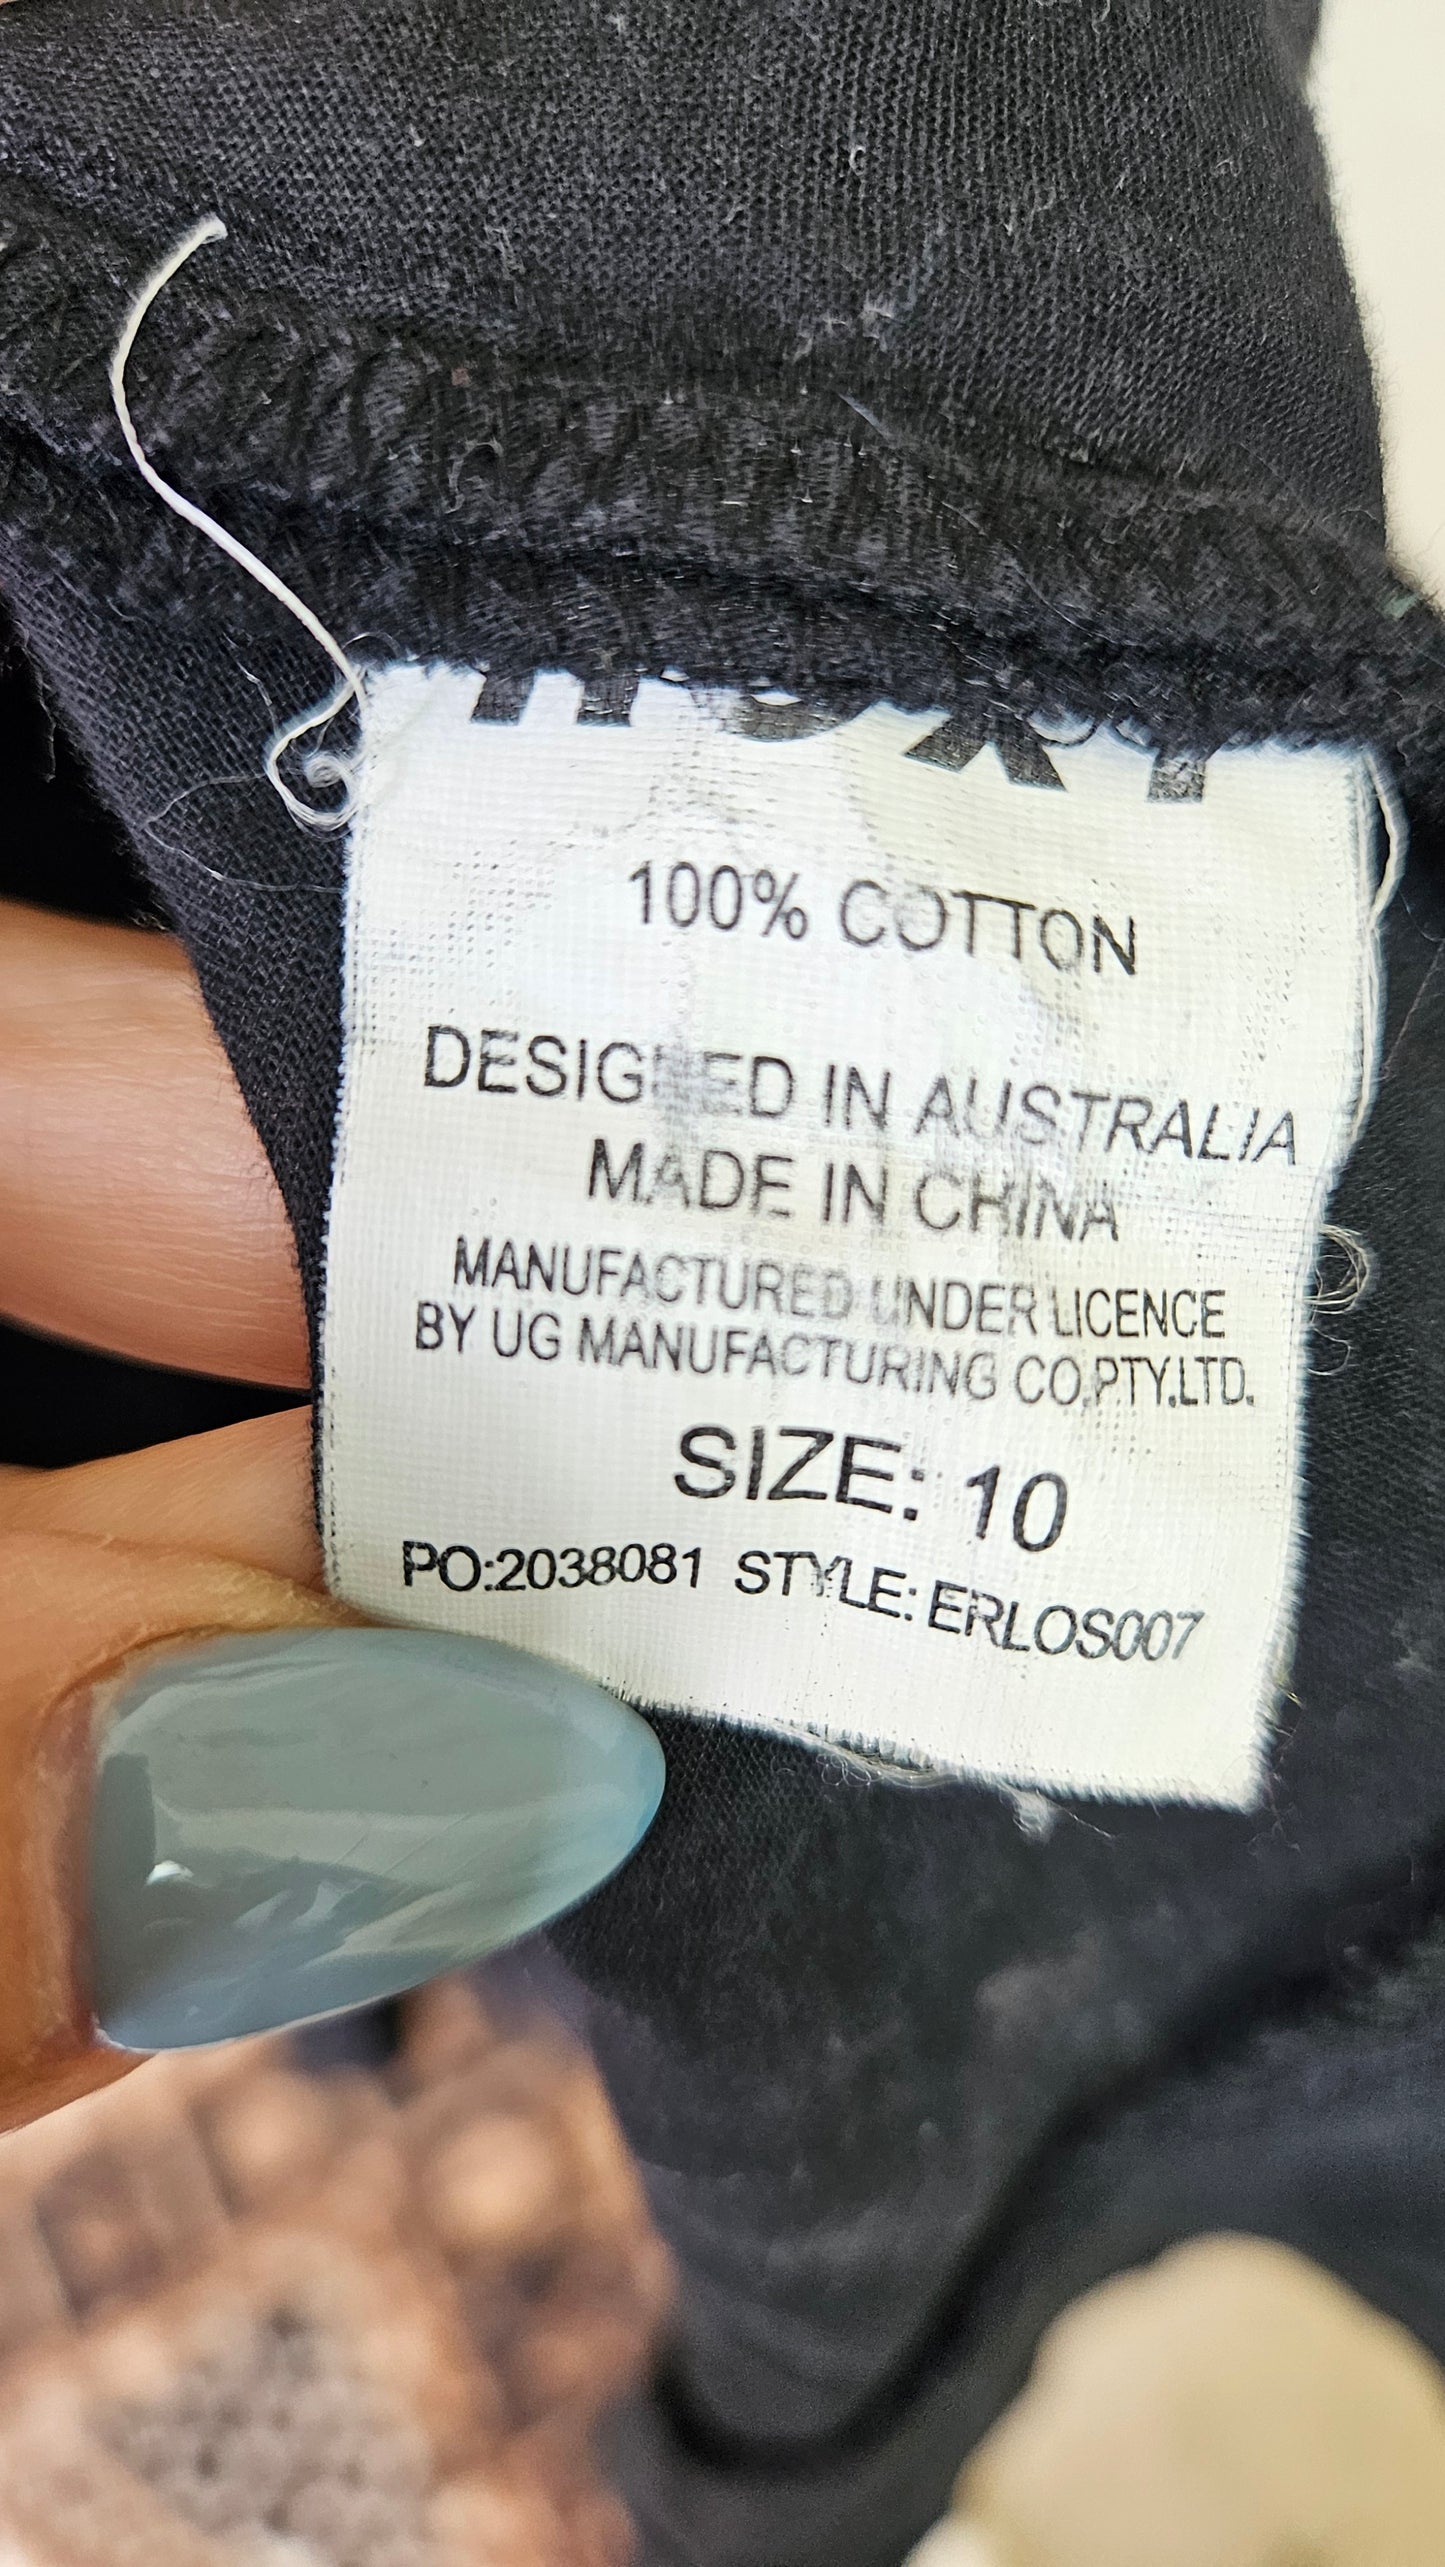 100% COTTON
DESIGNED IN AUSTRALIA
MADE IN CHINA
MANUFACTURED UNDER LICENCE
BY UG MANUFACTURING CO.PTY.LTD.
SIZE: 10
PO:2038081 STYLE: ERLOS007